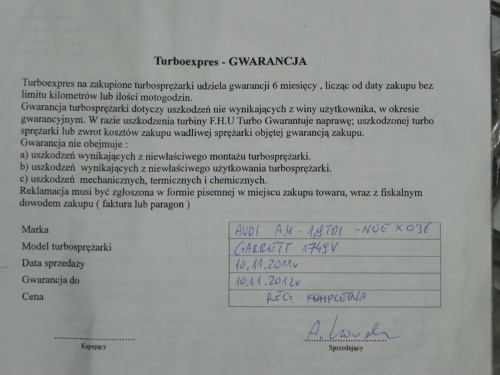 Turboexpres - GWARANCJA
Turboexpres na zakupione turbosprężarki udziela gwarancji 6 miesięcy , licząc od daty zakupu bez
limitu kilometrów lub ilości motogodzin.
Gwarancja turbosprężarki dotyczy uszkodzeń nie wynikających z winy użytkownika, w okresie
gwarancyjnym. W razie uszkodzenia turbiny F.H.U Turbo Gwarantuje naprawę; uszkodzonej turbo
sprężarki lub zwrot kosztów zakupu wadliwej sprężarki objętej gwarancją zakupu.
Gwarancja nie obejmuje :
a) uszkodzeń wynikających z niewłaściwego montażu turbosprężarki.
b) uszkodzeń wynikających z niewłaściwego użytkowania turbosprężarki.
c) uszkodzeń mechanicznych, termicznych i chemicznych.
Reklamacja musi być zgłoszona w formie pisemnej w miejscu zakupu towaru, wraz z fiskalnym
dowodem zakupu ( faktura lub paragon )
Marka AUDI A4 - 1,9TDI - NOE X036
Model turbosprężarki GARRETT 1749V
Data sprzedaży 10.11.2011r
Gwarancja do 10.11.2012r
Cena REG KOMPLETNA
Kupujący Sprzedający